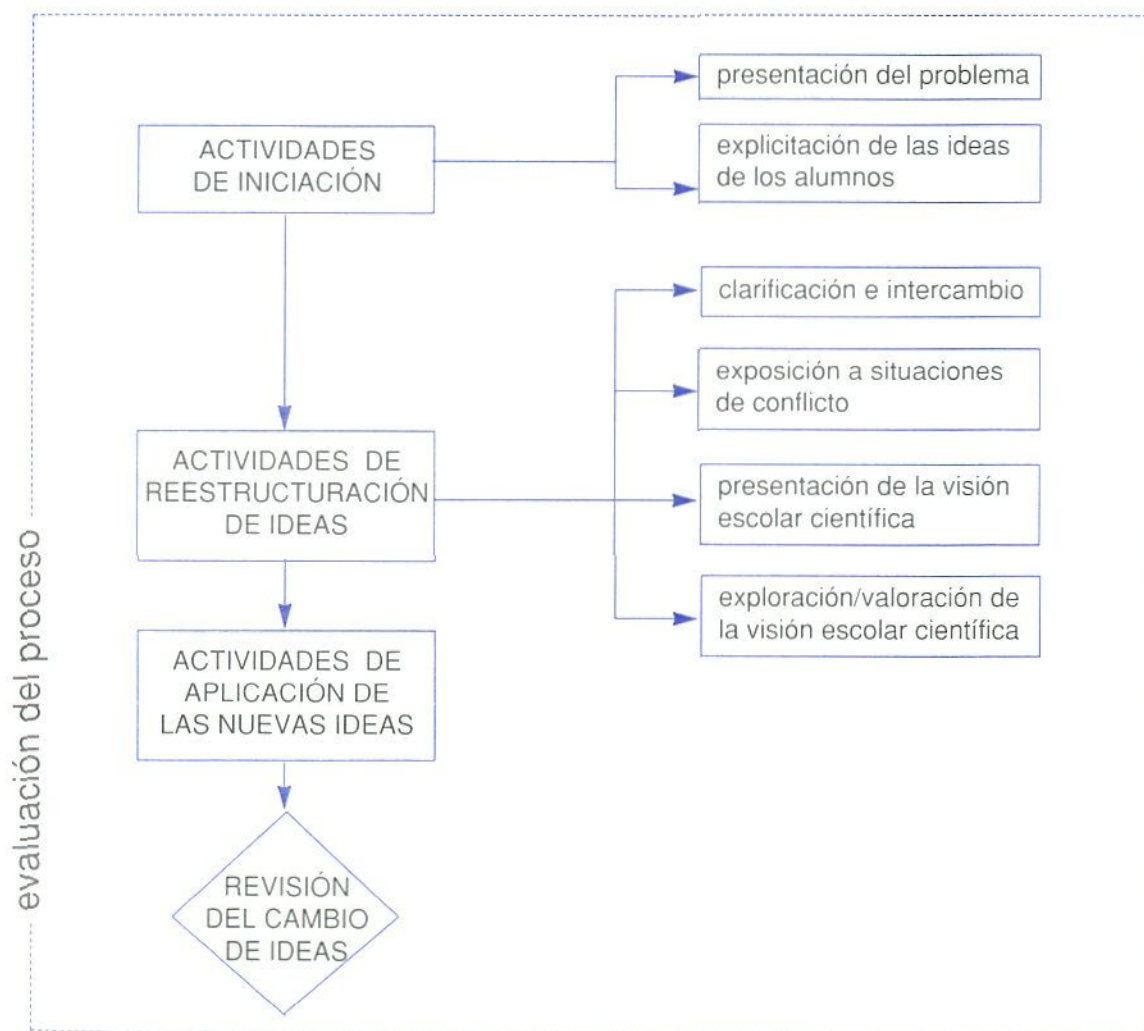 presentación del problema
ACTIVIDADES
DE INICIACIÓN
explicitación de las ideas
de los alumnos
clarificación e intercambio
exposición a situaciones
de conflicto
ACTIVIDADES DE
REESTRUCTURACIÓN
DE IDEAS
presentación de la visión
escolar científica
exploración/valoración de
la visión escolar científica
ACTIVIDADES DE
APLICACIÓN DE
LAS NUEVAS IDEAS
REVISIÓN
DEL CAMBIO
DE IDEAS
evaluación del proceso